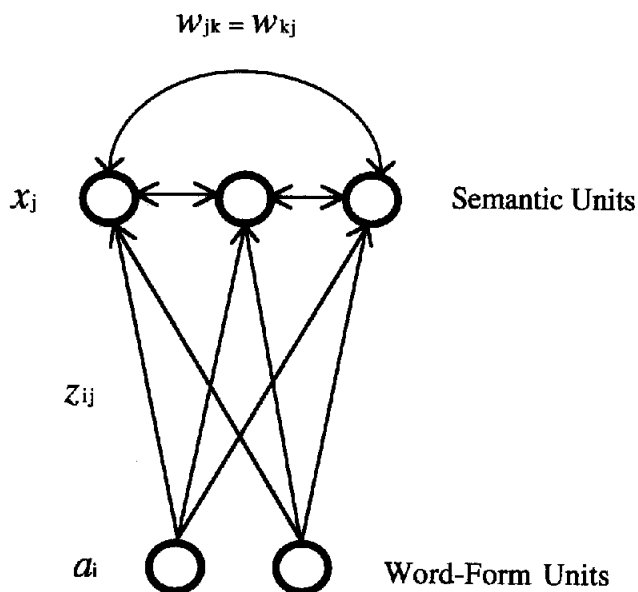 w_jk = w_kj
x_j Semantic Units
z_ij
a_i Word-Form Units